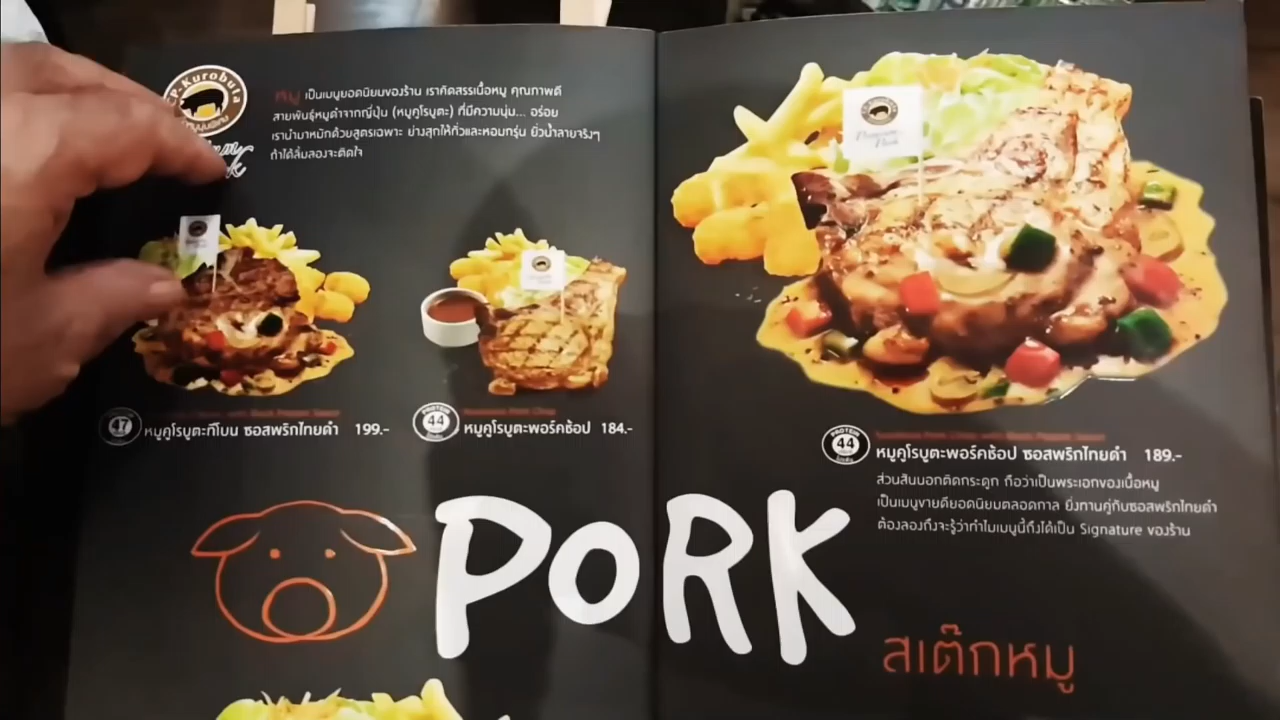 CP-Kurobuta
หมู เป็นเมนูยอดนิยมของร้าน เราคัดสรรเนื้อหมู คุณภาพดี
สายพันธุ์หมูดำจากญี่ปุ่น (หมูคูโรบูตะ) ที่มีความนุ่ม... อร่อย
เรานำมาหมักด้วยสูตรเฉพาะ ย่างสุกให้ทั่วและหอมกรุ่น ยั่วน้ำลายจริงๆ
ถ้าได้ลิ้มลองจะติดใจ
47
หมูคูโรบูตะทีโบน ซอสพริกไทยดำ 199.-
PROTEIN
44
หมูคูโรบูตะพอร์คช้อป 184.-
PROTEIN
44
หมูคูโรบูตะพอร์คช้อป ซอสพริกไทยดำ 189.-
ส่วนสันนอกติดกระดูก ถือว่าเป็นพระเอกของเนื้อหมู
เป็นเมนูขายดียอดนิยมตลอดกาล ยิ่งทานคู่กับซอสพริกไทยดำ
ต้องลองถึงจะรู้ว่าทำไมเมนูนี้ถึงได้เป็น Signature ของร้าน
PORK
สเต๊กหมู